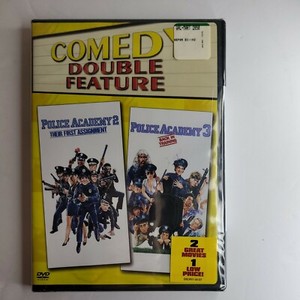 COMEDY
DOUBLE
FEATURE
POLICE ACADEMY 2
THEIR FIRST ASSIGNMENT
POLICE ACADEMY 3
BACK IN
TRAINING
2
GREAT
MOVIES
1
LOW
PRICE!
DVD